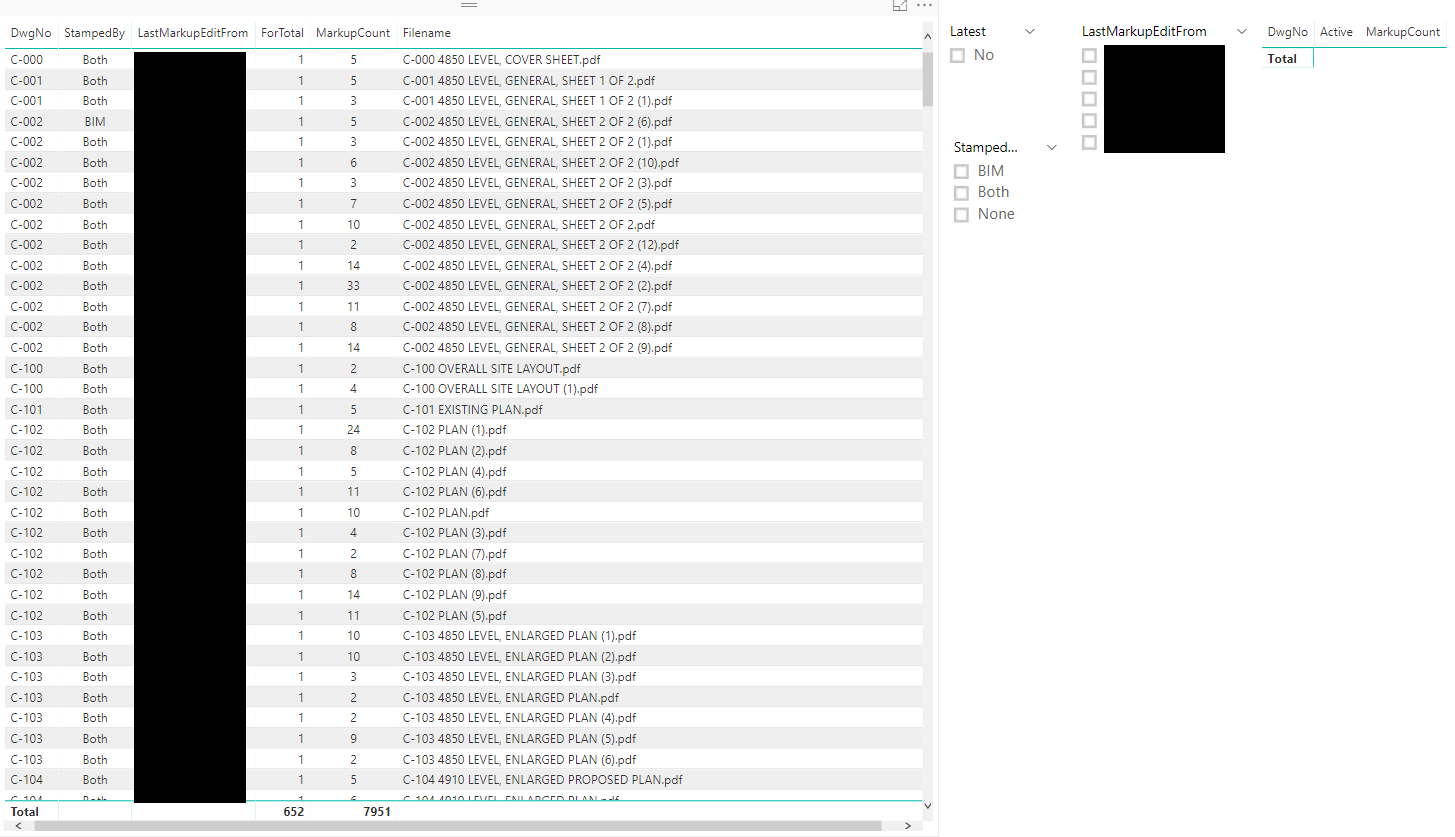 DwgNo StampedBy LastMarkupEditFrom ForTotal MarkupCount Filename
C-000 Both 1 5 C-000 4850 LEVEL, COVER SHEET.pdf
C-001 Both 1 5 C-001 4850 LEVEL, GENERAL, SHEET 1 OF 2.pdf
C-001 Both 1 3 C-001 4850 LEVEL, GENERAL, SHEET 1 OF 2 (1).pdf
C-002 BIM 1 5 C-002 4850 LEVEL, GENERAL, SHEET 2 OF 2 (6).pdf
C-002 Both 1 3 C-002 4850 LEVEL, GENERAL, SHEET 2 OF 2 (1).pdf
C-002 Both 1 6 C-002 4850 LEVEL, GENERAL, SHEET 2 OF 2 (10).pdf
C-002 Both 1 3 C-002 4850 LEVEL, GENERAL, SHEET 2 OF 2 (3).pdf
C-002 Both 1 7 C-002 4850 LEVEL, GENERAL, SHEET 2 OF 2 (5).pdf
C-002 Both 1 10 C-002 4850 LEVEL, GENERAL, SHEET 2 OF 2.pdf
C-002 Both 1 2 C-002 4850 LEVEL, GENERAL, SHEET 2 OF 2 (12).pdf
C-002 Both 1 14 C-002 4850 LEVEL, GENERAL, SHEET 2 OF 2 (4).pdf
C-002 Both 1 33 C-002 4850 LEVEL, GENERAL, SHEET 2 OF 2 (2).pdf
C-002 Both 1 11 C-002 4850 LEVEL, GENERAL, SHEET 2 OF 2 (7).pdf
C-002 Both 1 8 C-002 4850 LEVEL, GENERAL, SHEET 2 OF 2 (8).pdf
C-002 Both 1 14 C-002 4850 LEVEL, GENERAL, SHEET 2 OF 2 (9).pdf
C-100 Both 1 2 C-100 OVERALL SITE LAYOUT.pdf
C-100 Both 1 4 C-100 OVERALL SITE LAYOUT (1).pdf
C-101 Both 1 5 C-101 EXISTING PLAN.pdf
C-102 Both 1 24 C-102 PLAN (1).pdf
C-102 Both 1 8 C-102 PLAN (2).pdf
C-102 Both 1 5 C-102 PLAN (4).pdf
C-102 Both 1 11 C-102 PLAN (6).pdf
C-102 Both 1 10 C-102 PLAN.pdf
C-102 Both 1 4 C-102 PLAN (3).pdf
C-102 Both 1 2 C-102 PLAN (7).pdf
C-102 Both 1 8 C-102 PLAN (8).pdf
C-102 Both 1 14 C-102 PLAN (9).pdf
C-102 Both 1 11 C-102 PLAN (5).pdf
C-103 Both 1 10 C-103 4850 LEVEL, ENLARGED PLAN (1).pdf
C-103 Both 1 10 C-103 4850 LEVEL, ENLARGED PLAN (2).pdf
C-103 Both 1 3 C-103 4850 LEVEL, ENLARGED PLAN (3).pdf
C-103 Both 1 2 C-103 4850 LEVEL, ENLARGED PLAN.pdf
C-103 Both 1 2 C-103 4850 LEVEL, ENLARGED PLAN (4).pdf
C-103 Both 1 9 C-103 4850 LEVEL, ENLARGED PLAN (5).pdf
C-103 Both 1 2 C-103 4850 LEVEL, ENLARGED PLAN (6).pdf
C-104 Both 1 5 C-104 4910 LEVEL, ENLARGED PROPOSED PLAN.pdf
Total 652 7951
Latest
No
Stamped...
BIM
Both
None
LastMarkupEditFrom
DwgNo Active MarkupCount
Total